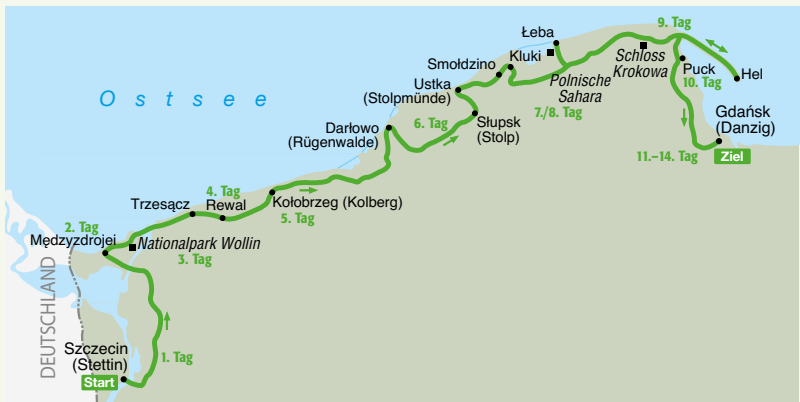 Ostsee
9. Tag
Łeba
Kluki
Smołdzino
Schloss
Krokowa
Puck
10. Tag
Hel
Ustka
(Stolpmünde)
Polnische
Sahara
7./8. Tag
Gdańsk
(Danzig)
6. Tag
Słupsk
(Stolp)
Darłowo
(Rügenwalde)
11.–14. Tag
Ziel
4. Tag
Trzesącz
Rewal
Kołobrzeg (Kolberg)
5. Tag
2. Tag
Mędzyzdrojei
Nationalpark Wollin
3. Tag
DEUTSCHLAND
Szczecin
(Stettin)
1. Tag
Start